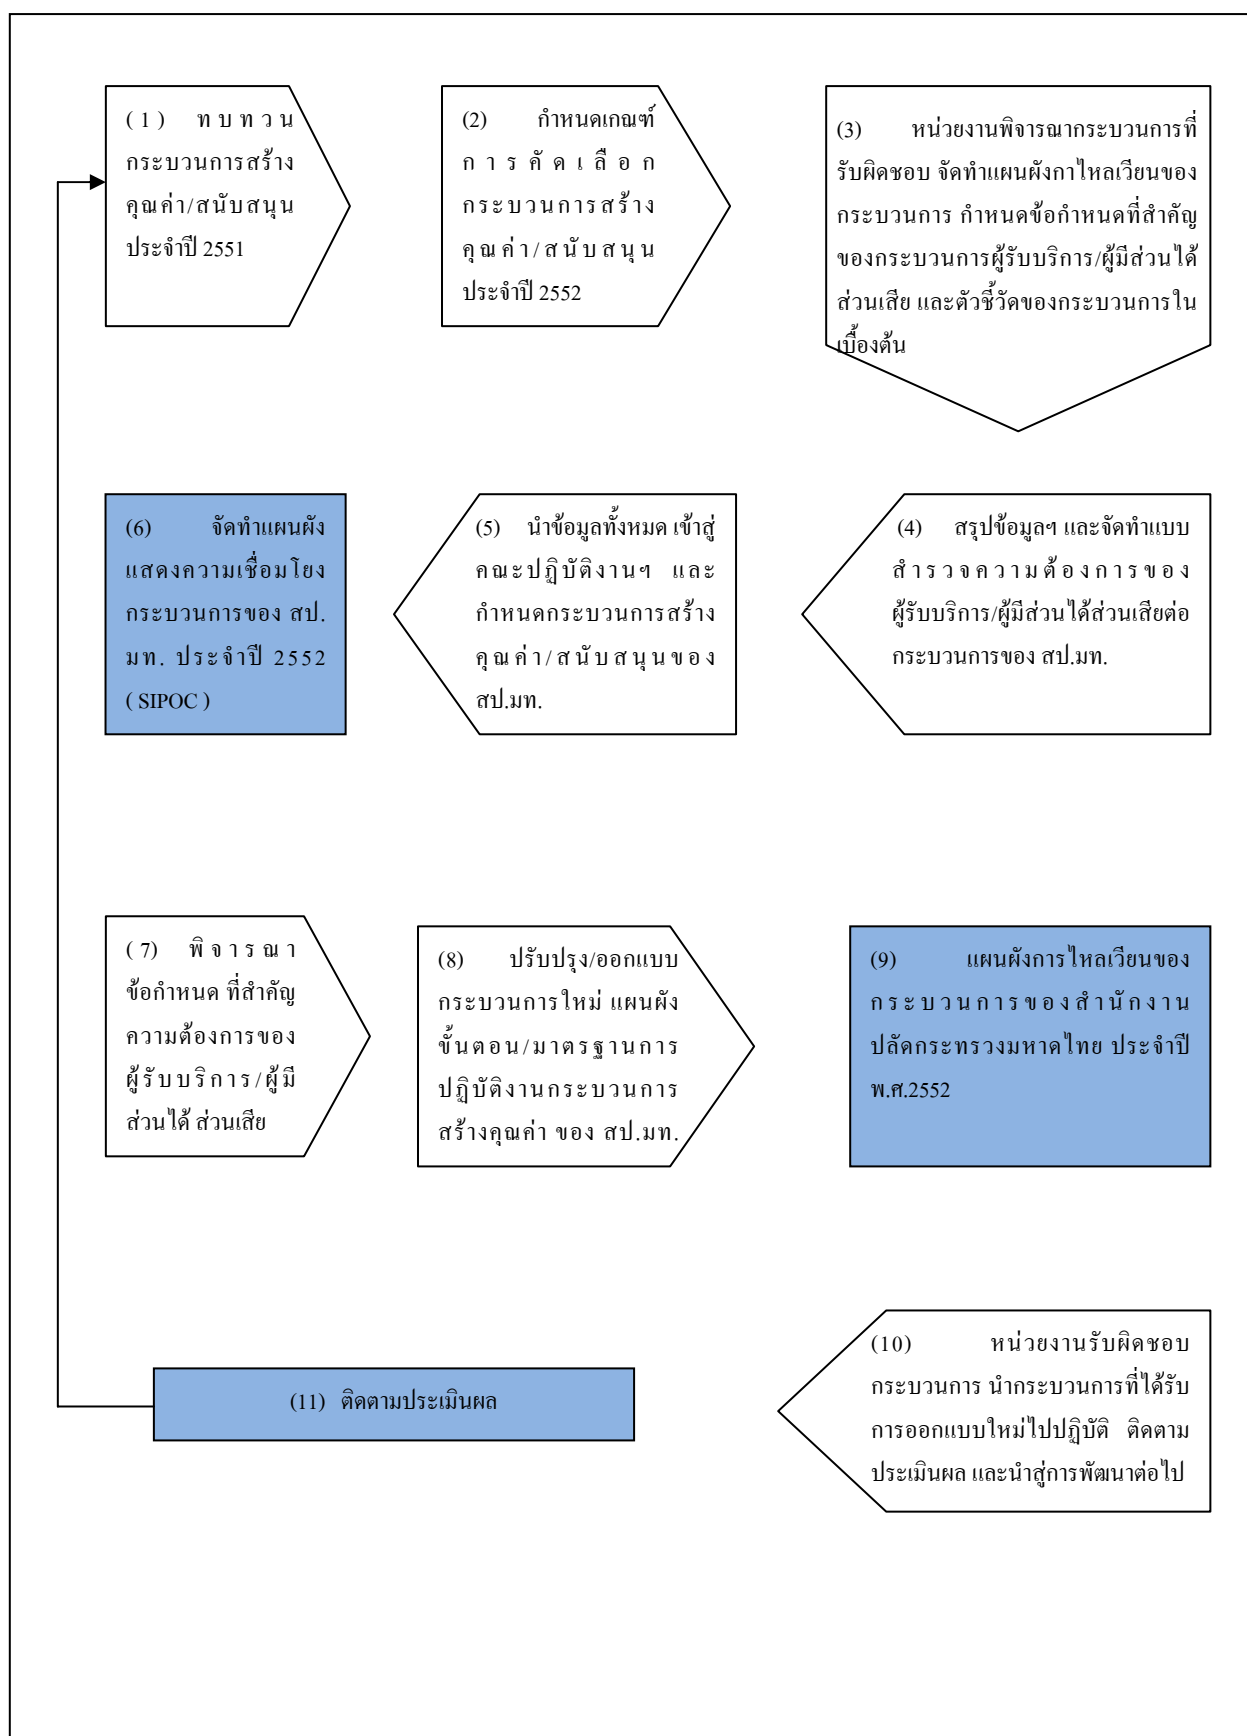 (1) ทบทวน
กระบวนการสร้าง
คุณค่า/สนับสนุน
ประจำปี 2551
(2) กำหนดเกณฑ์
การคัดเลือก
กระบวนการสร้าง
คุณค่า/สนับสนุน
ประจำปี 2552
(3) หน่วยงานพิจารณากระบวนการที่
รับผิดชอบ จัดทำแผนผังกาไหลเวียนของ
กระบวนการ กำหนดข้อกำหนดที่สำคัญ
ของกระบวนการผู้รับบริการ/ผู้มีส่วนได้
ส่วนเสีย และตัวชี้วัดของกระบวนการใน
เบื้องต้น
(4) สรุปข้อมูลฯ และจัดทำแบบ
สำรวจความต้องการของ
ผู้รับบริการ/ผู้มีส่วนได้ส่วนเสียต่อ
กระบวนการของ สป.มท.
(5) นำข้อมูลทั้งหมด เข้าสู่
คณะปฏิบัติงานฯ และ
กำหนดกระบวนการสร้าง
คุณค่า/สนับสนุนของ
สป.มท.
(6) จัดทำแผนผัง
แสดงความเชื่อมโยง
กระบวนการของ สป.
มท. ประจำปี 2552
( SIPOC )
( 7) พิจารณา
ข้อกำหนด ที่สำคัญ
ความต้องการของ
ผู้รับบริการ/ผู้มี
ส่วนได้ ส่วนเสีย
(8) ปรับปรุง/ออกแบบ
กระบวนการใหม่ แผนผัง
ขั้นตอน/มาตรฐานการ
ปฏิบัติงานกระบวนการ
สร้างคุณค่า ของ สป.มท.
(9) แผนผังการไหลเวียนของ
กระบวนการของสำนักงาน
ปลัดกระทรวงมหาดไทย ประจำปี
พ.ศ.2552
(10) หน่วยงานรับผิดชอบ
กระบวนการ นำกระบวนการที่ได้รับ
การออกแบบใหม่ไปปฏิบัติ ติดตาม
ประเมินผล และนำสู่การพัฒนาต่อไป
(11) ติดตามประเมินผล